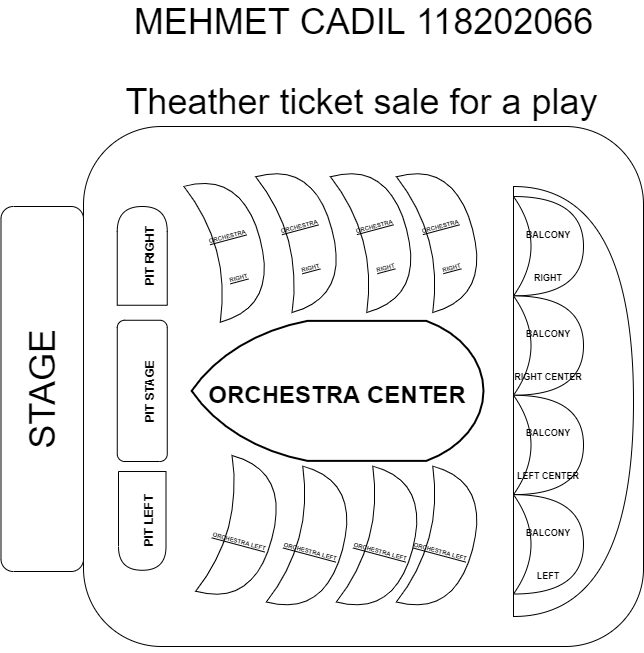 MEHMET CADIL 118202066
Theather ticket sale for a play
STAGE
PIT RIGHT
PIT STAGE
PIT LEFT
ORCHESTRA
RIGHT
ORCHESTRA
RIGHT
ORCHESTRA
RIGHT
ORCHESTRA
RIGHT
ORCHESTRA CENTER
ORCHESTRA LEFT
ORCHESTRA LEFT
ORCHESTRA LEFT
ORCHESTRA LEFT
BALCONY
RIGHT
BALCONY
RIGHT CENTER
BALCONY
LEFT CENTER
BALCONY
LEFT